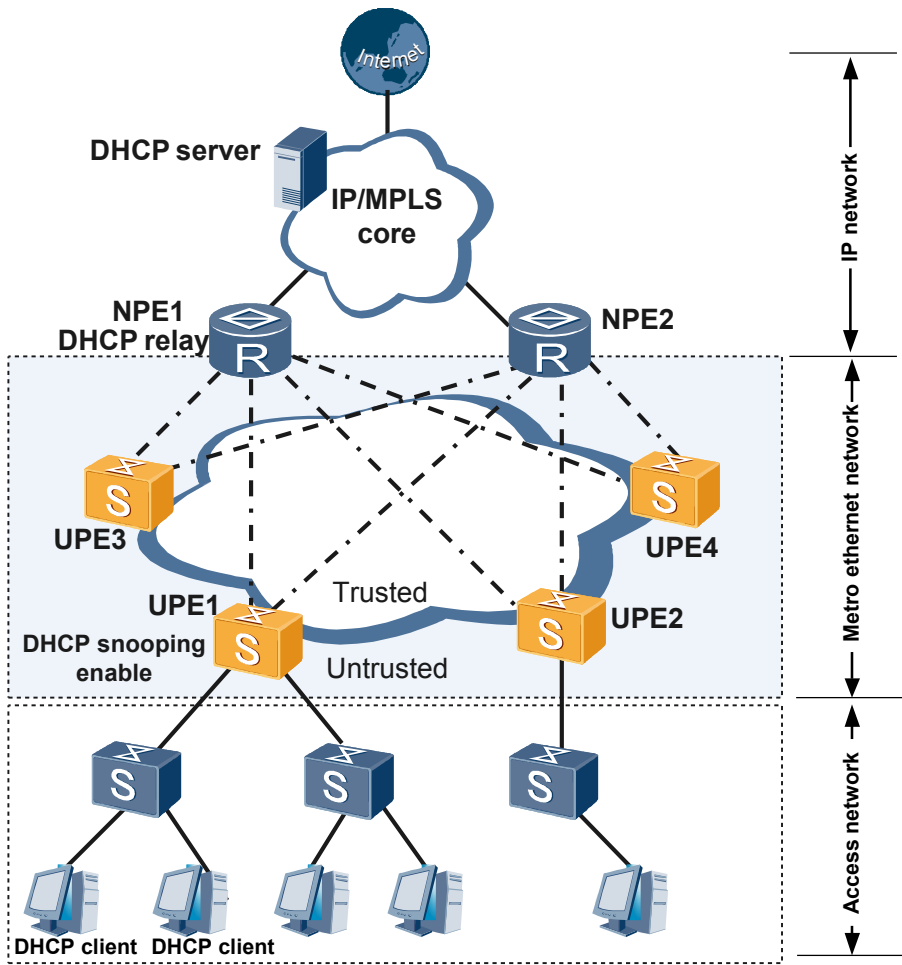 Internet
DHCP server
IP/MPLS
core
IP network
NPE1
DHCP relay
R
NPE2
R
Metro ethernet network
S
UPE3
S
UPE4
UPE1
Trusted
S
UPE2
DHCP snooping
enable
S
Untrusted
Access network
S
S
S
DHCP client
DHCP client